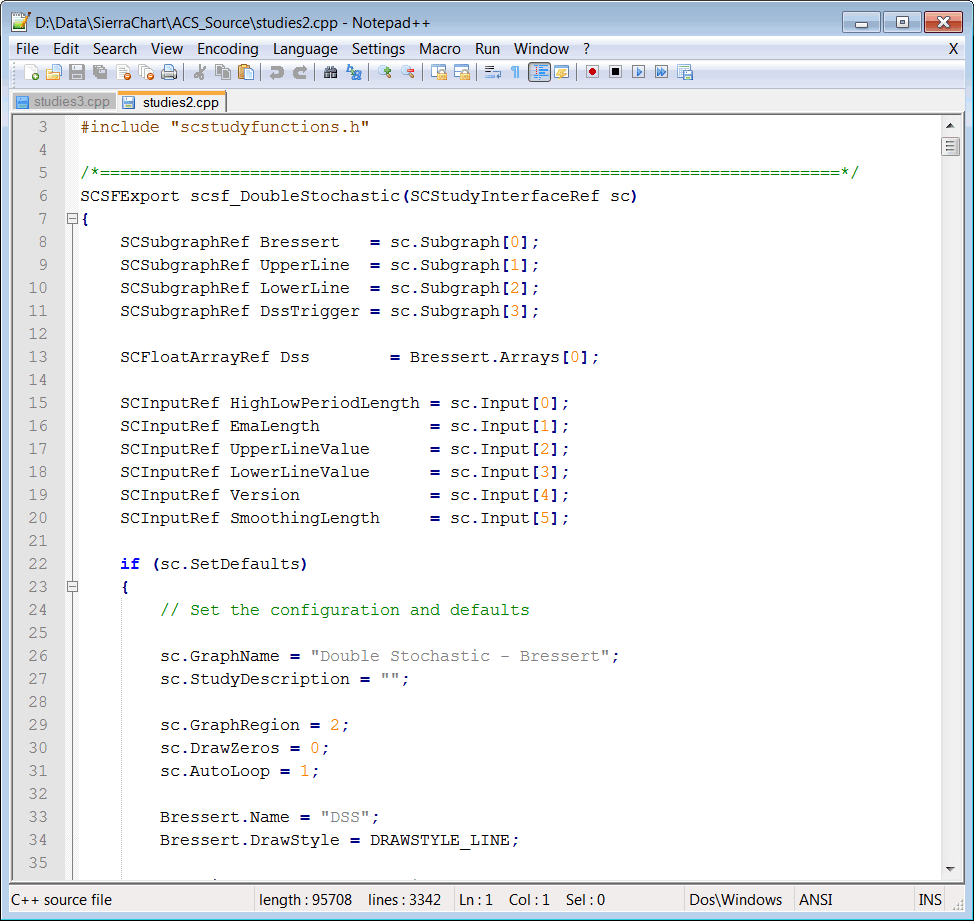 D:\Data\SierraChart\ACS_Source\studies2.cpp - Notepad++
File Edit Search View Encoding Language Settings Macro Run Window ? X
studies3.cpp studies2.cpp
3 #include "scstudyfunctions.h"
4
5 /*==========================================================================*/
6 SCSFExport scsf_DoubleStochastic(SCStudyInterfaceRef sc)
7 {
8 SCSubgraphRef Bressert = sc.Subgraph[0];
9 SCSubgraphRef UpperLine = sc.Subgraph[1];
10 SCSubgraphRef LowerLine = sc.Subgraph[2];
11 SCSubgraphRef DssTrigger = sc.Subgraph[3];
12
13 SCFloatArrayRef Dss = Bressert.Arrays[0];
14
15 SCInputRef HighLowPeriodLength = sc.Input[0];
16 SCInputRef EmaLength = sc.Input[1];
17 SCInputRef UpperLineValue = sc.Input[2];
18 SCInputRef LowerLineValue = sc.Input[3];
19 SCInputRef Version = sc.Input[4];
20 SCInputRef SmoothingLength = sc.Input[5];
21
22 if (sc.SetDefaults)
23 {
24 // Set the configuration and defaults
25
26 sc.GraphName = "Double Stochastic - Bressert";
27 sc.StudyDescription = "";
28
29 sc.GraphRegion = 2;
30 sc.DrawZeros = 0;
31 sc.AutoLoop = 1;
32
33 Bressert.Name = "DSS";
34 Bressert.DrawStyle = DRAWSTYLE_LINE;
35
C++ source file length : 95708 lines : 3342 Ln : 1 Col : 1 Sel : 0 Dos\Windows ANSI INS